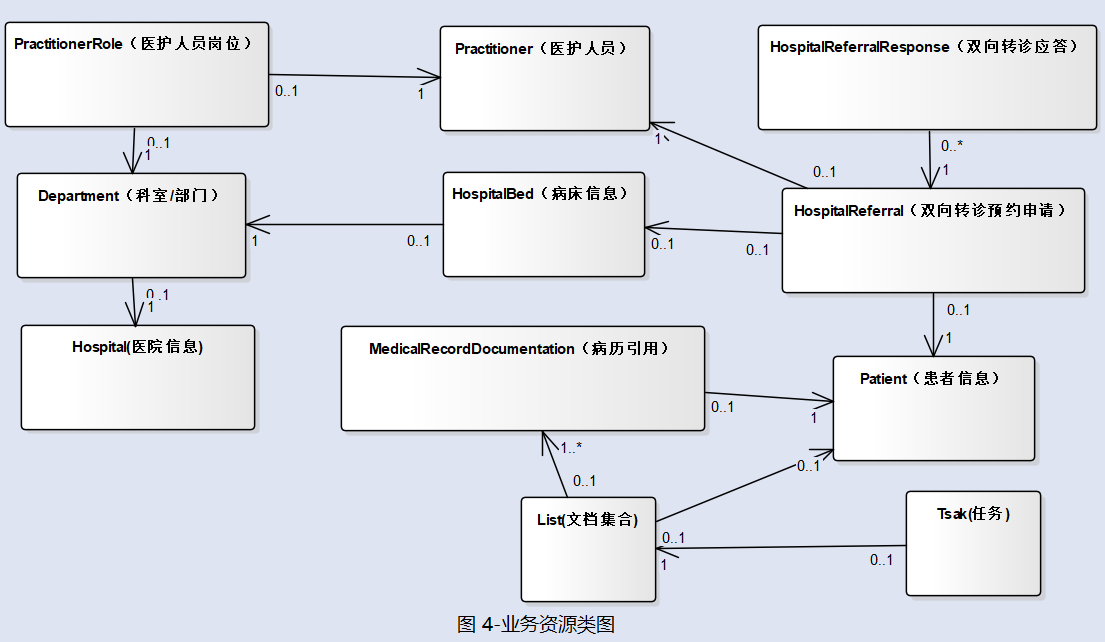 PractitionerRole（医护人员岗位）
Practitioner（医护人员）
HospitalReferralResponse（双向转诊应答）
0..1
1
0..1
1
1
0..1
0..*
1
Department（科室/部门）
HospitalBed（病床信息）
HospitalReferral（双向转诊预约申请）
1
0..1
0..1
0..1
0..1
1
0..1
1
Hospital(医院信息)
MedicalRecordDocumentation（病历引用）
Patient（患者信息）
0..1
1
1..*
0..1
0..1
List(文档集合)
Tsak(任务)
0..1
1
0..1
图 4-业务资源类图